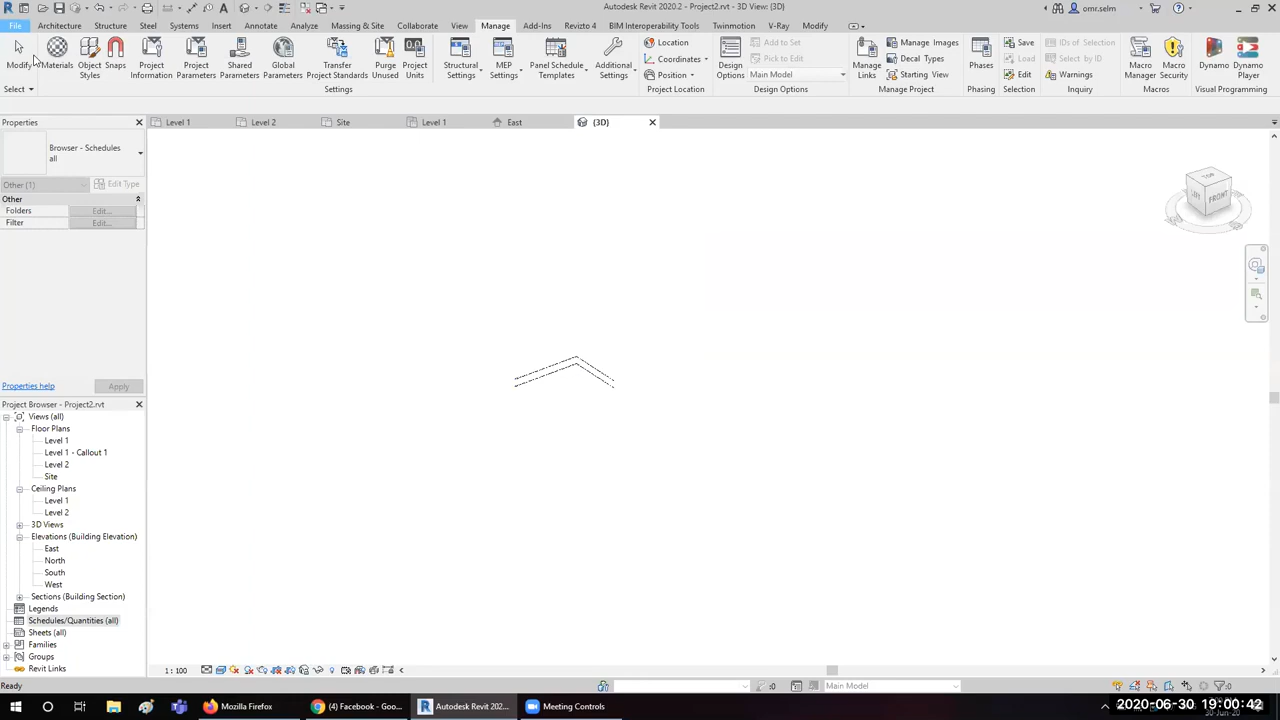 Autodesk Revit 2020.2 - Project2.rvt - 3D View: {3D}
omr.selm
File Architecture Structure Steel Systems Insert Annotate Analyze Massing & Site Collaborate View Manage Add-Ins Revizto 4 BIM Interoperability Tools Twinmotion V-Ray Modify
Modify Materials Object Styles Snaps Project Information Project Parameters Shared Parameters Global Parameters Transfer Project Standards Purge Unused Project Units Structural Settings MEP Settings Panel Schedule Templates Additional Settings
Location
Coordinates
Position
Design Options
Add to Set
Pick to Edit
Main Model
Manage Links
Manage Images
Decal Types
Starting View
Phases
Save
Load
Edit
IDs of Selection
Select by ID
Warnings
Macro Manager Macro Security Dynamo Dynamo Player
Select Settings Project Location Design Options Manage Project Phasing Selection Inquiry Macros Visual Programming
Properties
Level 1 Level 2 Site Level 1 East {3D}
Browser - Schedules
all
Other (1) Edit Type
Other
Folders Edit...
Filter Edit...
TOP
FRONT
Properties help Apply
Project Browser - Project2.rvt
Views (all)
Floor Plans
Level 1
Level 1 - Callout 1
Level 2
Site
Ceiling Plans
Level 1
Level 2
3D Views
Elevations (Building Elevation)
East
North
South
West
Sections (Building Section)
Legends
Schedules/Quantities (all)
Sheets (all)
Families
Groups
Revit Links
1 : 100
Ready
:0
Main Model
:0
Mozilla Firefox
(4) Facebook - Goo...
Autodesk Revit 202...
Meeting Controls
2020-06-30 19:00:42